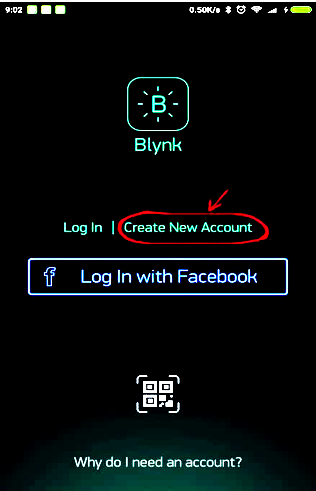 9:02 0.50K/s
B
Blynk
Log In | Create New Account
f Log In with Facebook
Why do I need an account?